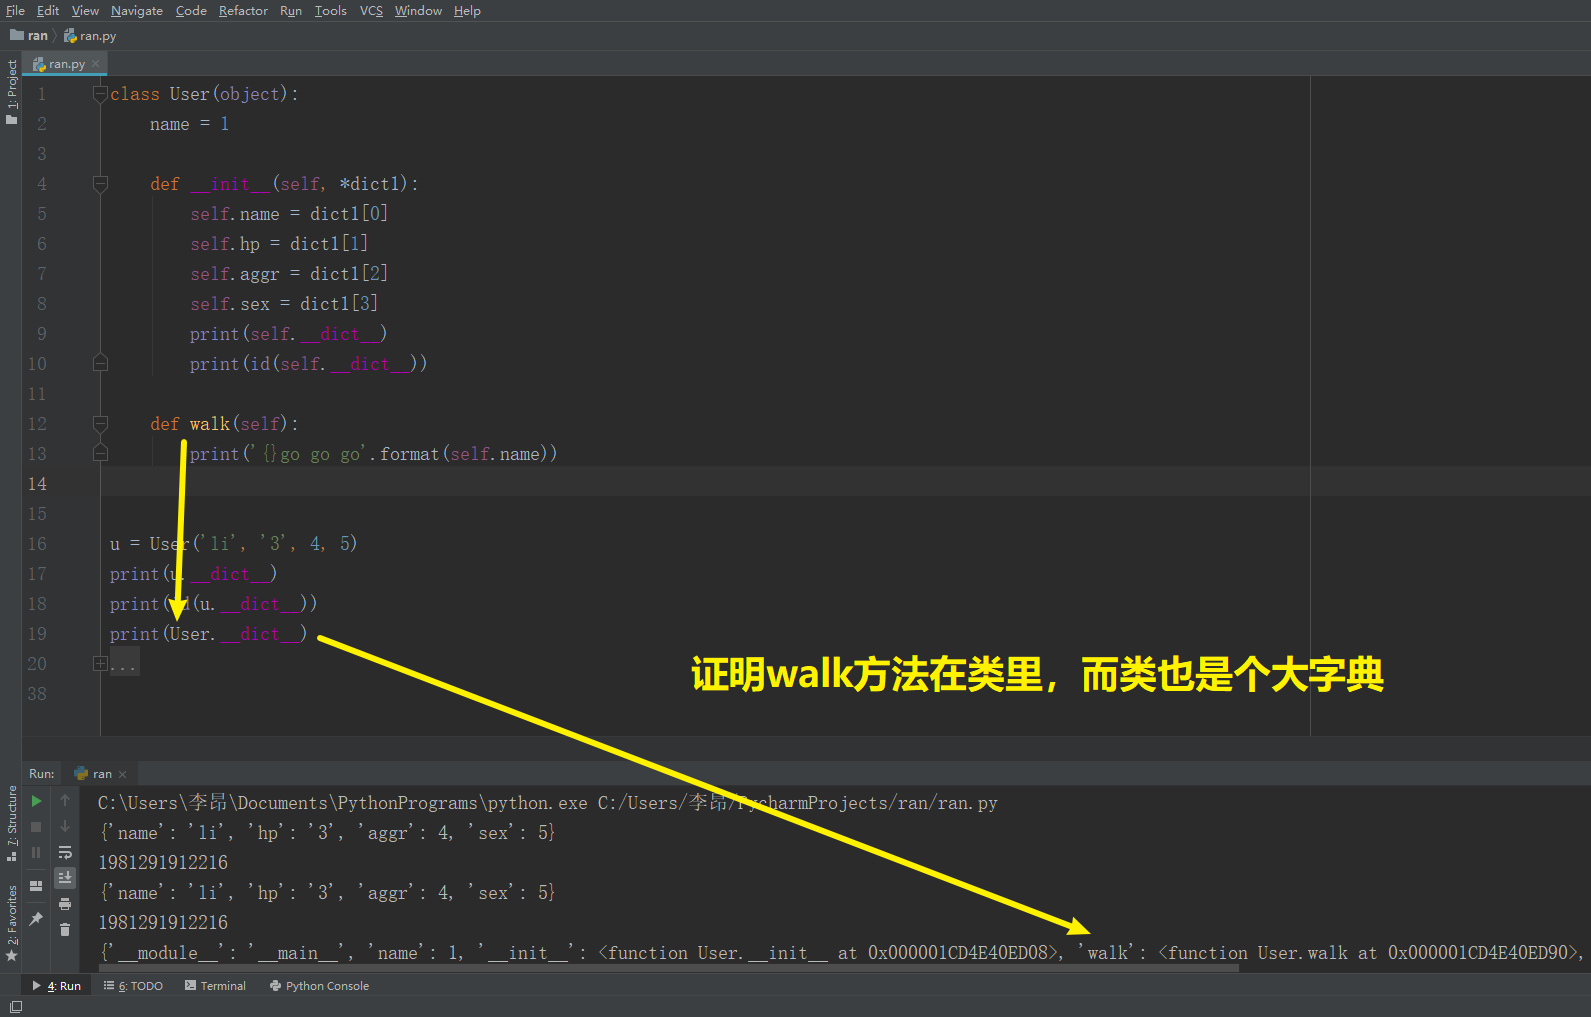 File Edit View Navigate Code Refactor Run Tools VCS Window Help
ran ran.py
1: Project
ran.py
1 class User(object):
2 name = 1
3
4 def __init__(self, *dict1):
5 self.name = dict1[0]
6 self.hp = dict1[1]
7 self.aggr = dict1[2]
8 self.sex = dict1[3]
9 print(self.__dict__)
10 print(id(self.__dict__))
11
12 def walk(self):
13 print('{}go go go'.format(self.name))
14
15
16 u = User('li', '3', 4, 5)
17 print(u.__dict__)
18 print(id(u.__dict__))
19 print(User.__dict__)
20 ...
38
证明walk方法在类里，而类也是个大字典
Run: ran
7: Structure
2: Favorites
C:\Users\李昂\Documents\PythonPrograms\python.exe C:/Users/李昂/PycharmProjects/ran/ran.py
{'name': 'li', 'hp': '3', 'aggr': 4, 'sex': 5}
1981291912216
{'name': 'li', 'hp': '3', 'aggr': 4, 'sex': 5}
1981291912216
{'__module__': '__main__', 'name': 1, '__init__': <function User.__init__ at 0x000001CD4E40ED08>, 'walk': <function User.walk at 0x000001CD4E40ED90>,
4: Run 6: TODO Terminal Python Console